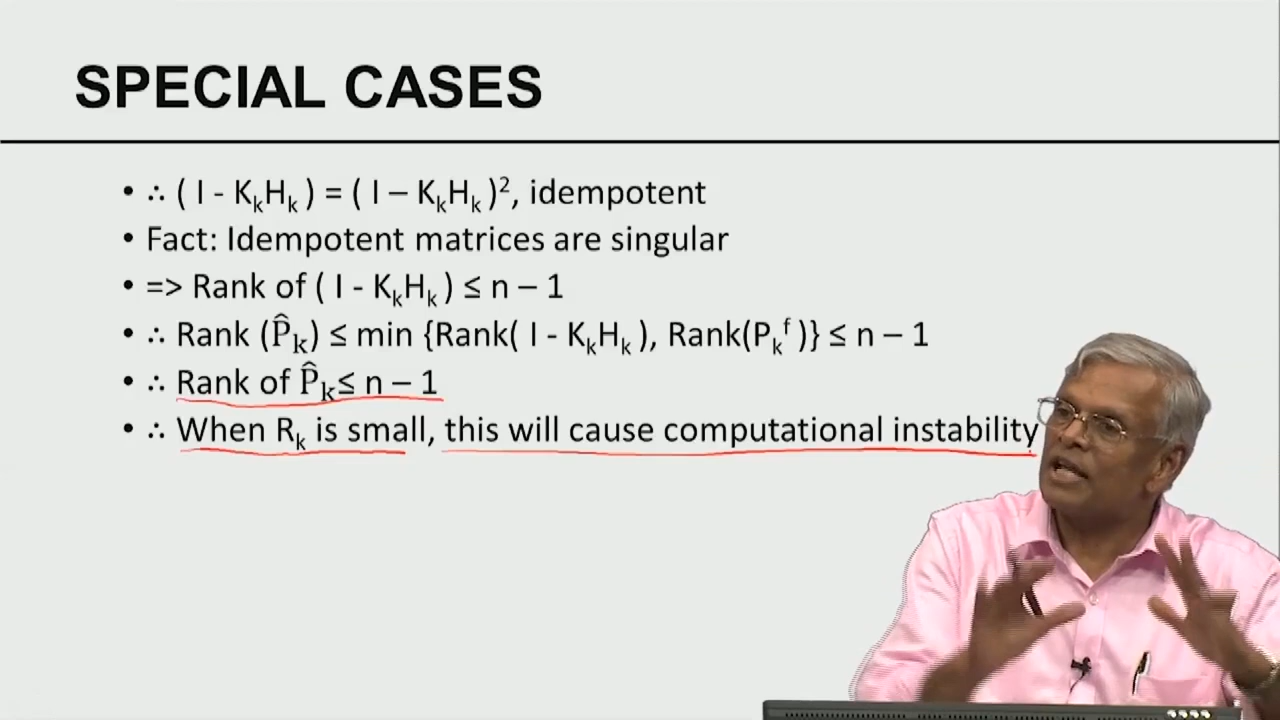 SPECIAL CASES
• ∴ ( I - KₖHₖ ) = ( I – KₖHₖ )², idempotent
• Fact: Idempotent matrices are singular
• => Rank of ( I - KₖHₖ ) ≤ n – 1
• ∴ Rank (P̂ₖ) ≤ min {Rank( I - KₖHₖ ), Rank(Pₖᶠ )} ≤ n – 1
• ∴ Rank of P̂ₖ≤ n – 1
• ∴ When Rₖ is small, this will cause computational instability